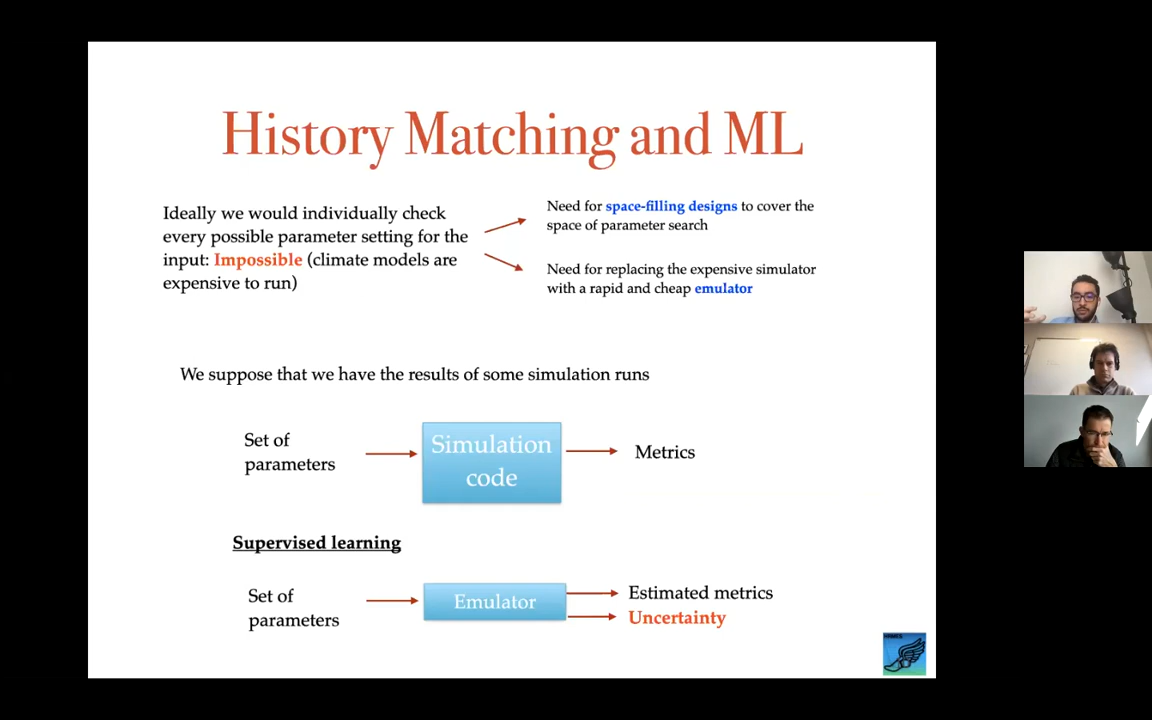 History Matching and ML
Ideally we would individually check
every possible parameter setting for the
input: Impossible (climate models are
expensive to run)
Need for space-filling designs to cover the
space of parameter search
Need for replacing the expensive simulator
with a rapid and cheap emulator
We suppose that we have the results of some simulation runs
Set of
parameters
Simulation
code
Metrics
Supervised learning
Set of
parameters
Emulator
Estimated metrics
Uncertainty